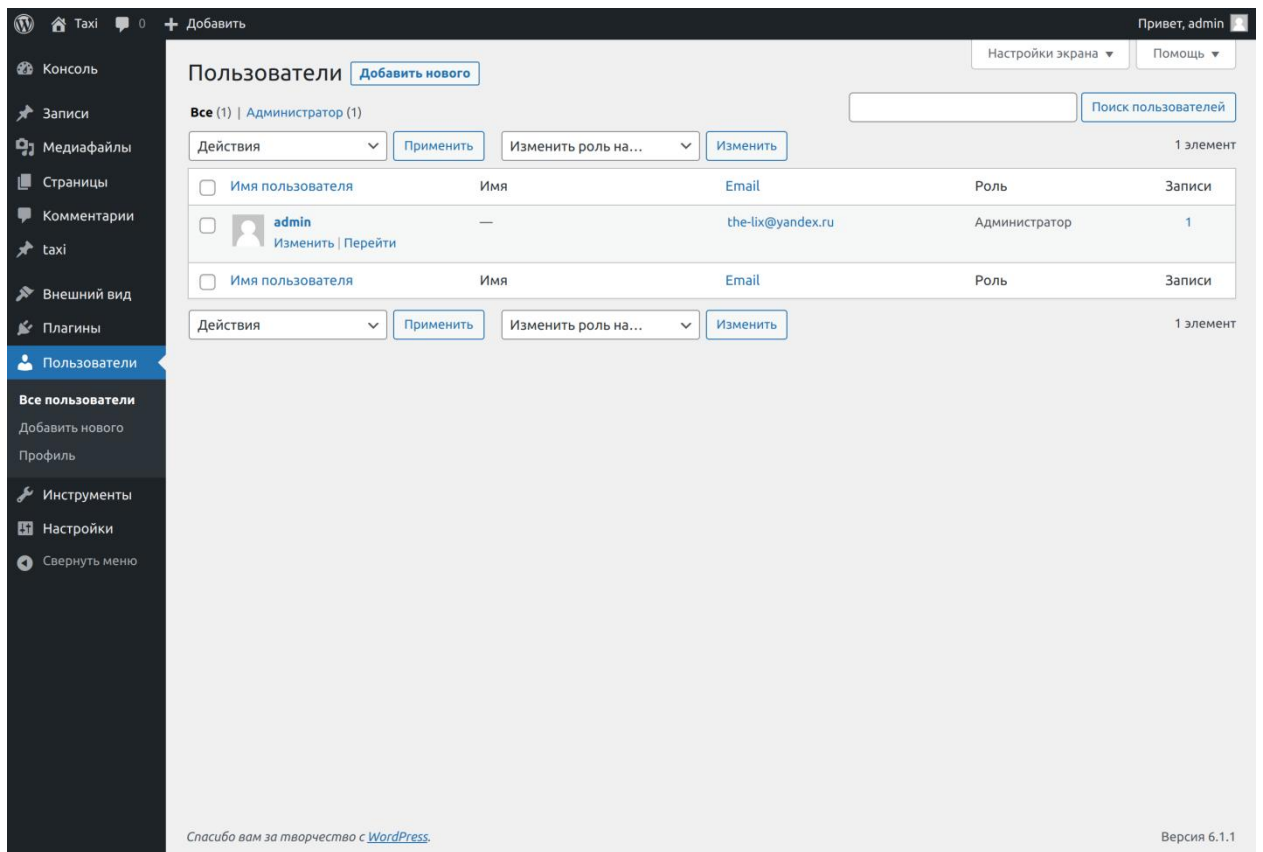 Taxi 0 Добавить Привет, admin
Консоль
Записи
Медиафайлы
Страницы
Комментарии
taxi
Внешний вид
Плагины
Пользователи
Все пользователи
Добавить нового
Профиль
Инструменты
Настройки
Свернуть меню
Настройки экрана Помощь
Пользователи Добавить нового
Все (1) | Администратор (1) Поиск пользователей
Действия Применить Изменить роль на... Изменить 1 элемент
Имя пользователя Имя Email Роль Записи
admin — the-lix@yandex.ru Администратор 1
Изменить | Перейти
Имя пользователя Имя Email Роль Записи
Действия Применить Изменить роль на... Изменить 1 элемент
Спасибо вам за творчество с WordPress. Версия 6.1.1